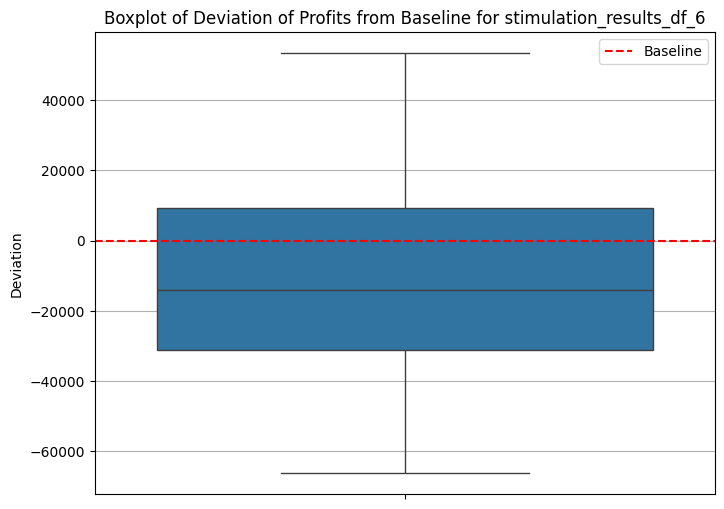 Boxplot of Deviation of Profits from Baseline for stimulation_results_df_6
Baseline
40000
20000
0
−20000
−40000
−60000
Deviation